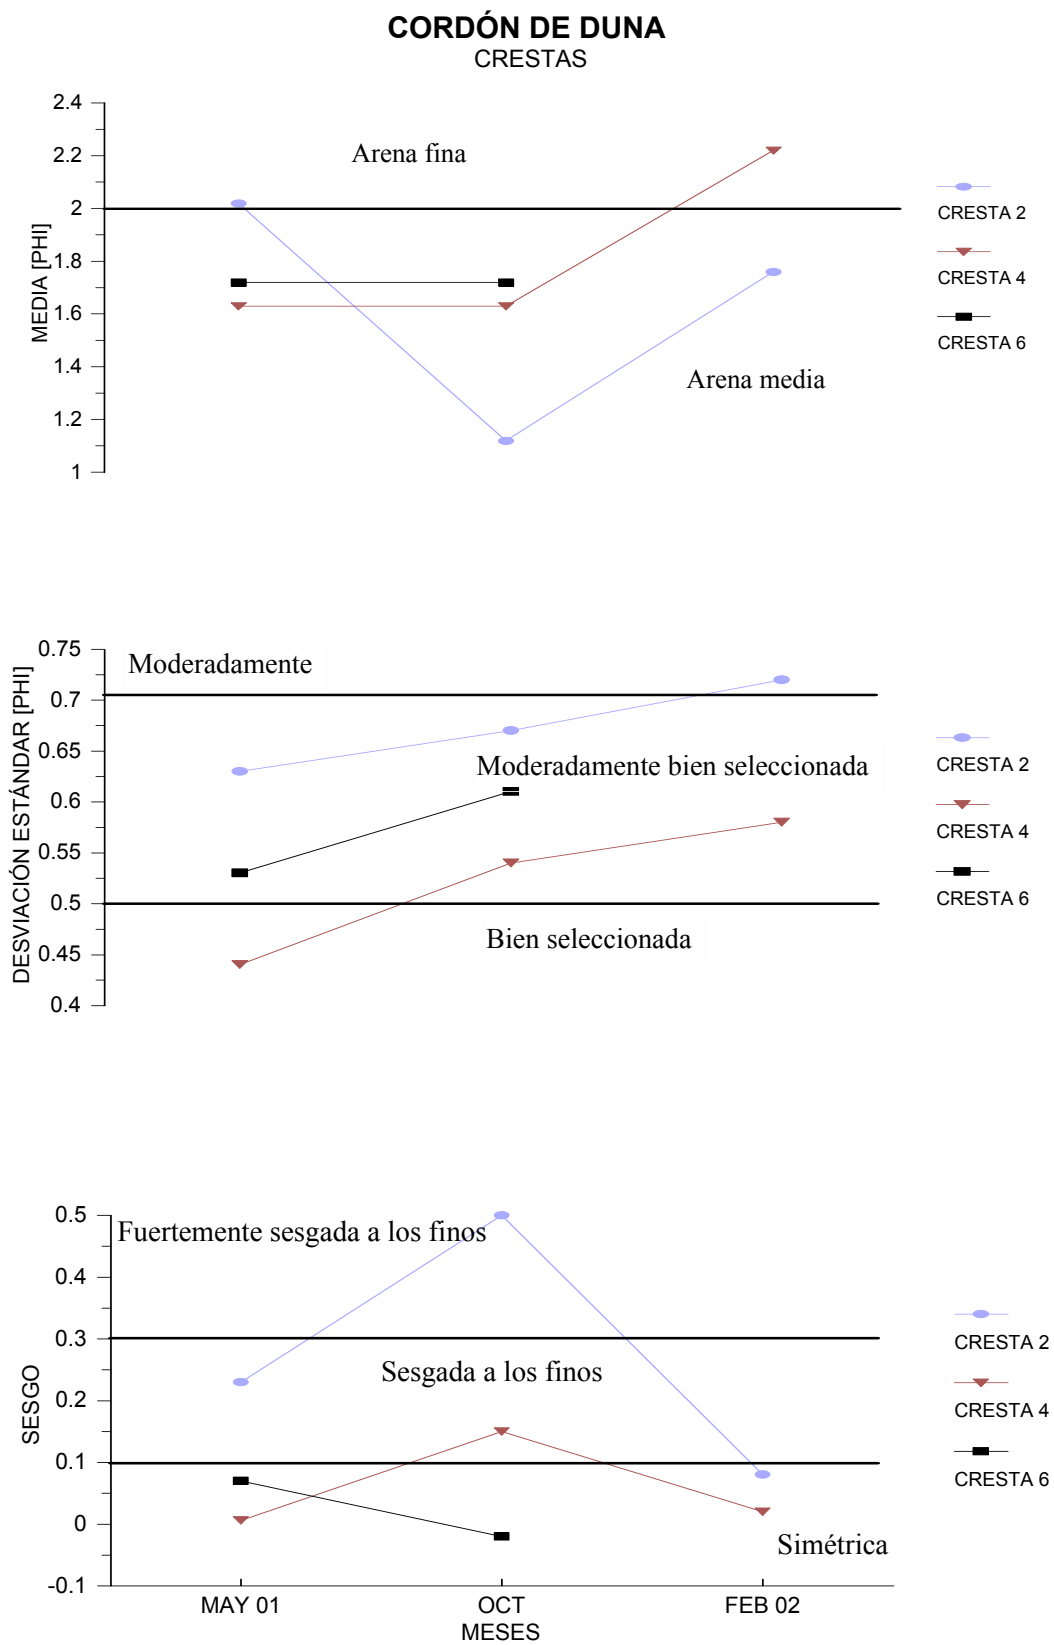 CORDÓN DE DUNA
CRESTAS
2.4
2.2
2
1.8
1.6
1.4
1.2
1
MEDIA [PHI]
Arena fina
Arena media
CRESTA 2
CRESTA 4
CRESTA 6
0.75
0.7
0.65
0.6
0.55
0.5
0.45
0.4
DESVIACIÓN ESTÁNDAR [PHI]
Moderadamente
Moderadamente bien seleccionada
Bien seleccionada
CRESTA 2
CRESTA 4
CRESTA 6
0.5
0.4
0.3
0.2
0.1
0
-0.1
SESGO
Fuertemente sesgada a los finos
Sesgada a los finos
Simétrica
CRESTA 2
CRESTA 4
CRESTA 6
MAY 01 OCT FEB 02
MESES